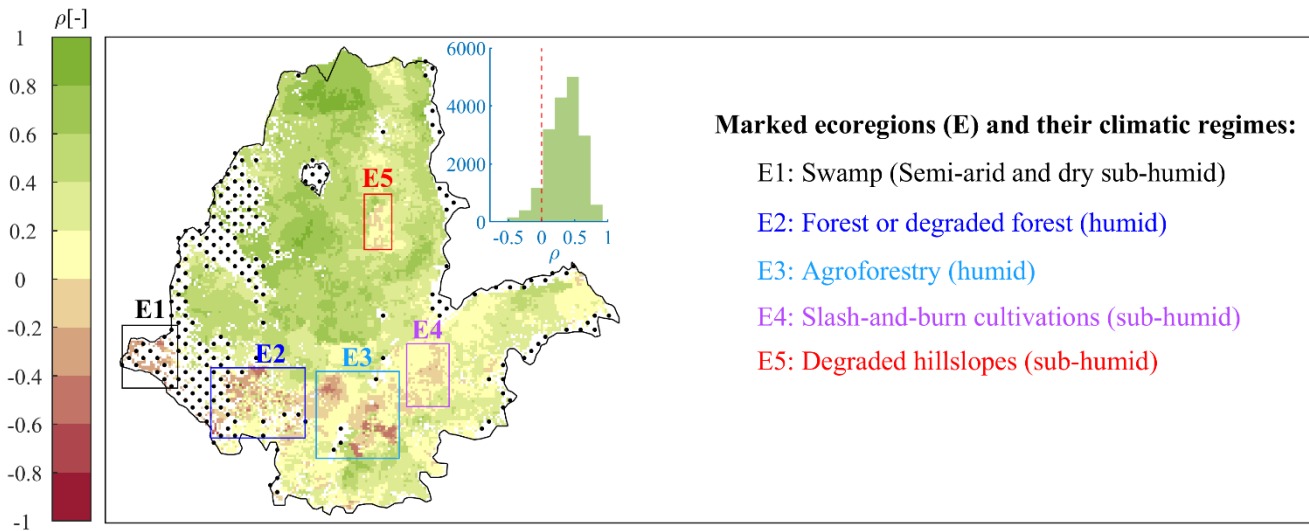 ρ[-]
1
0.8
0.6
0.4
0.2
0
-0.2
-0.4
-0.6
-0.8
-1
6000
4000
2000
0
-0.5 0 0.5 1
ρ
E5
E1
E2
E3
E4
Marked ecoregions (E) and their climatic regimes:
E1: Swamp (Semi-arid and dry sub-humid)
E2: Forest or degraded forest (humid)
E3: Agroforestry (humid)
E4: Slash-and-burn cultivations (sub-humid)
E5: Degraded hillslopes (sub-humid)